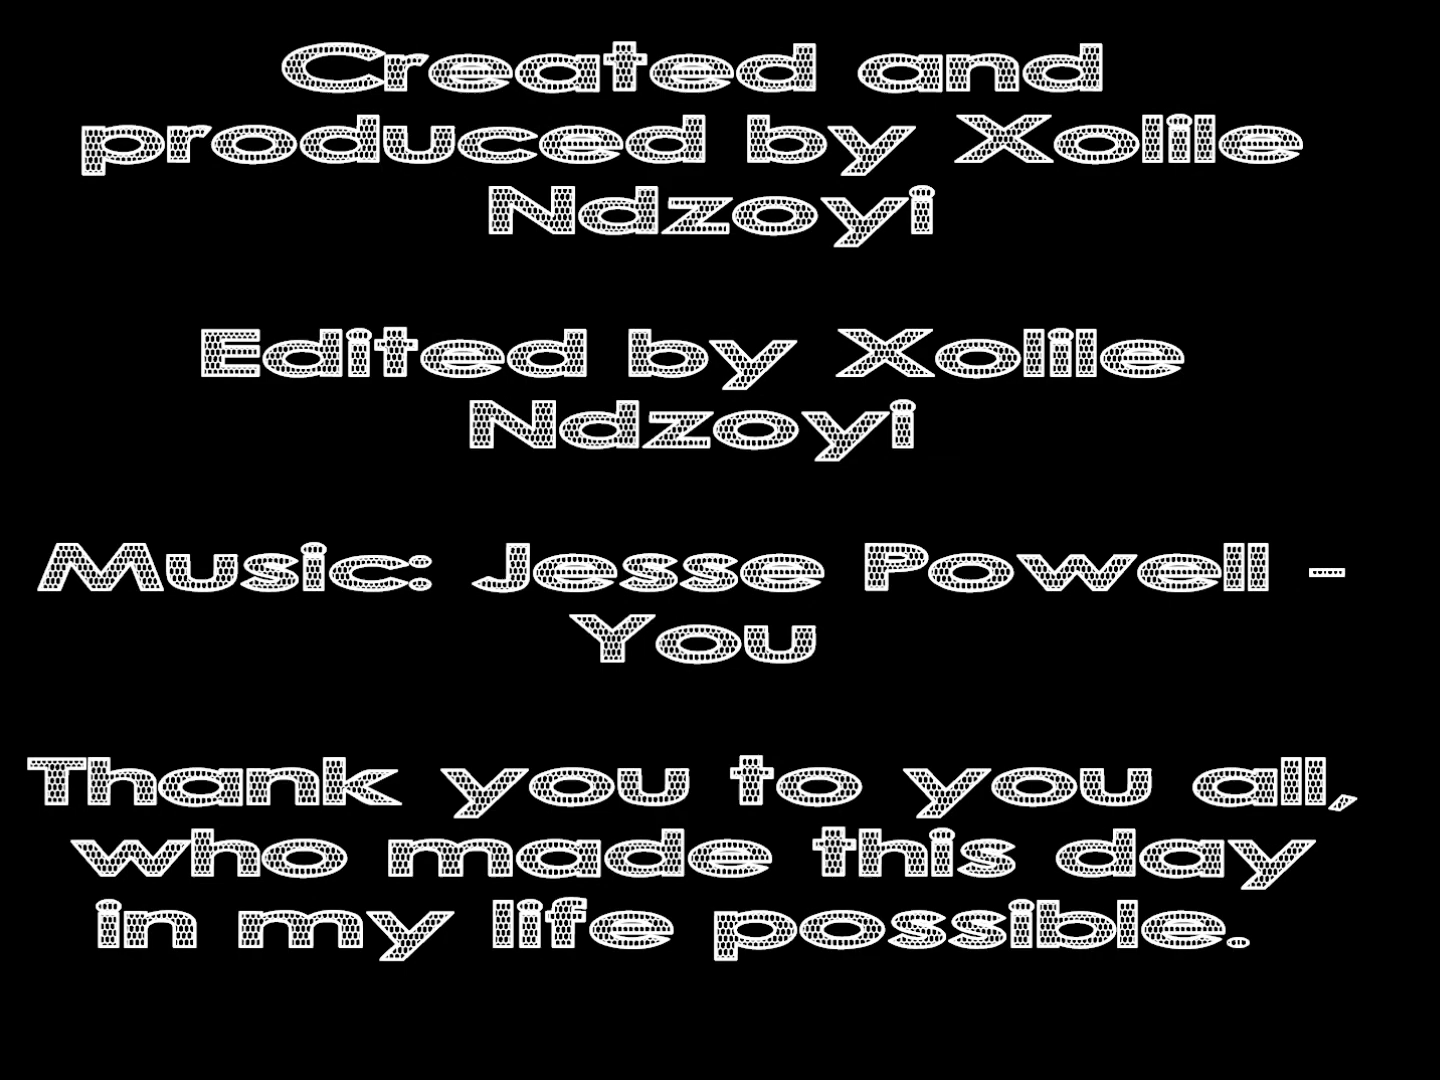 Created and
produced by Xolile
Ndzoyi
Edited by Xolile
Ndzoyi
Music: Jesse Powell -
You
Thank you to you all,
who made this day
in my life possible.